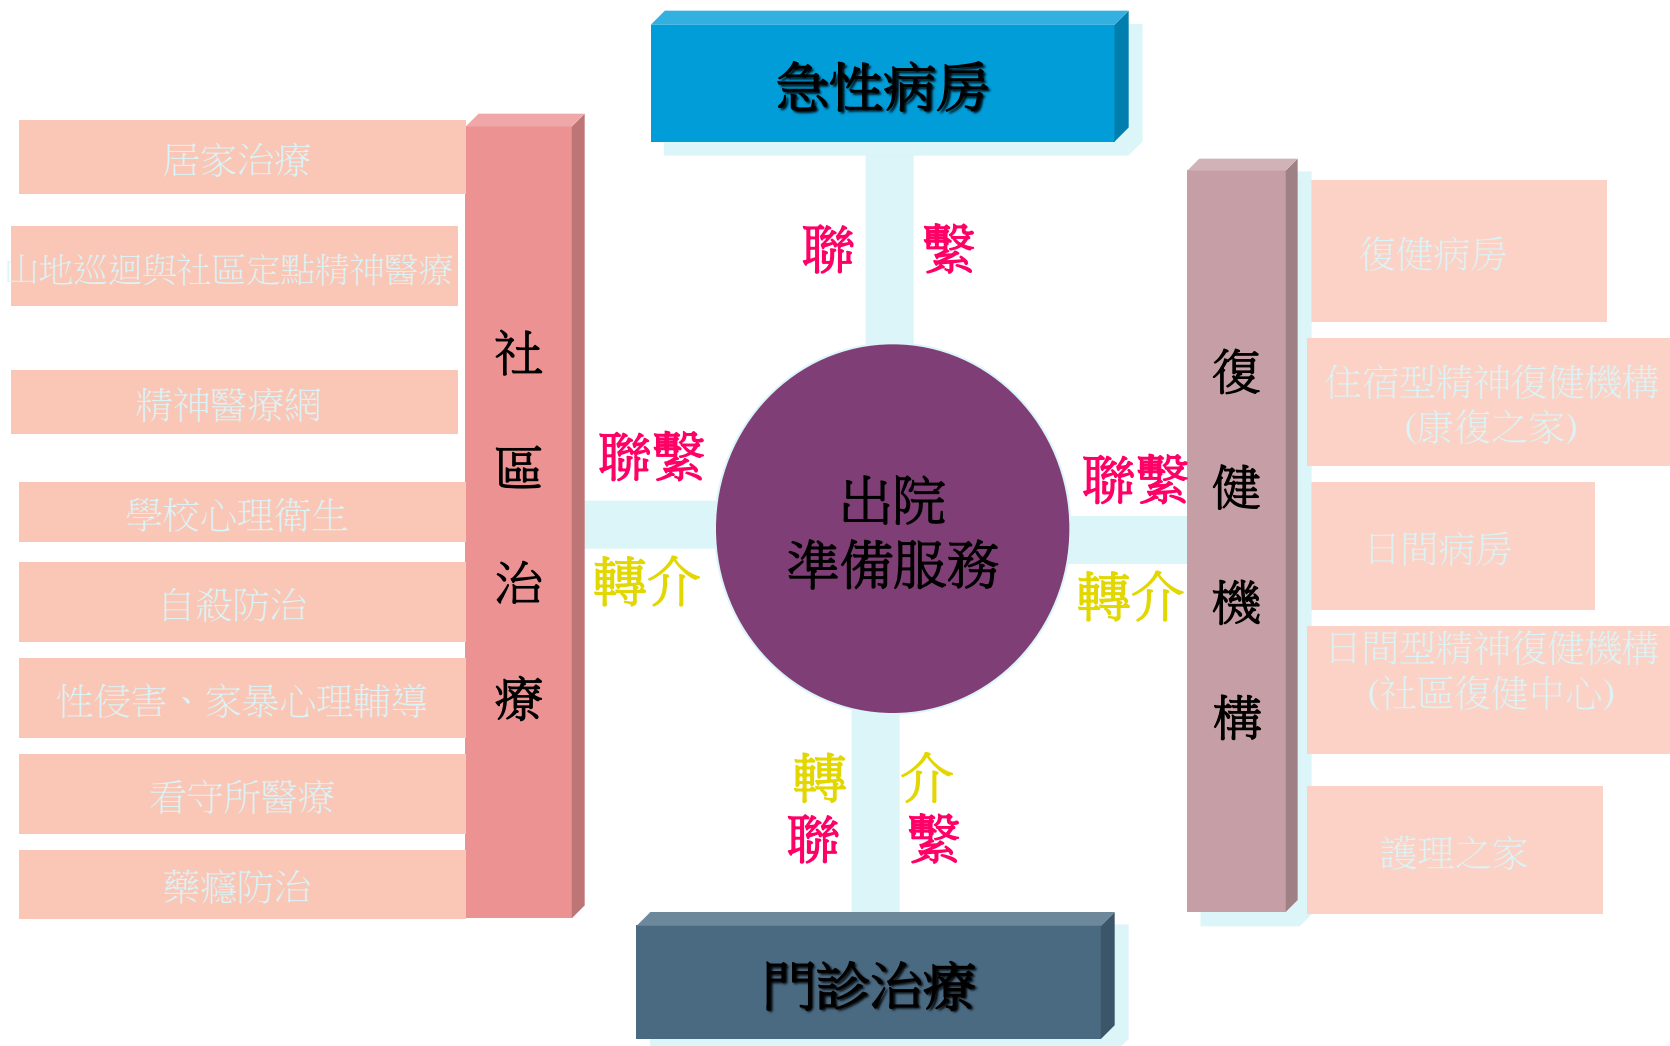 急性病房
聯 繫
居家治療
山地巡迴與社區定點精神醫療
精神醫療網
學校心理衛生
自殺防治
性侵害、家暴心理輔導
看守所醫療
藥癮防治
社
區
治
療
聯繫
轉介
出院
準備服務
聯繫
轉介
復
健
機
構
復健病房
住宿型精神復健機構
(康復之家)
日間病房
日間型精神復健機構
(社區復健中心)
護理之家
轉 介
聯 繫
門診治療